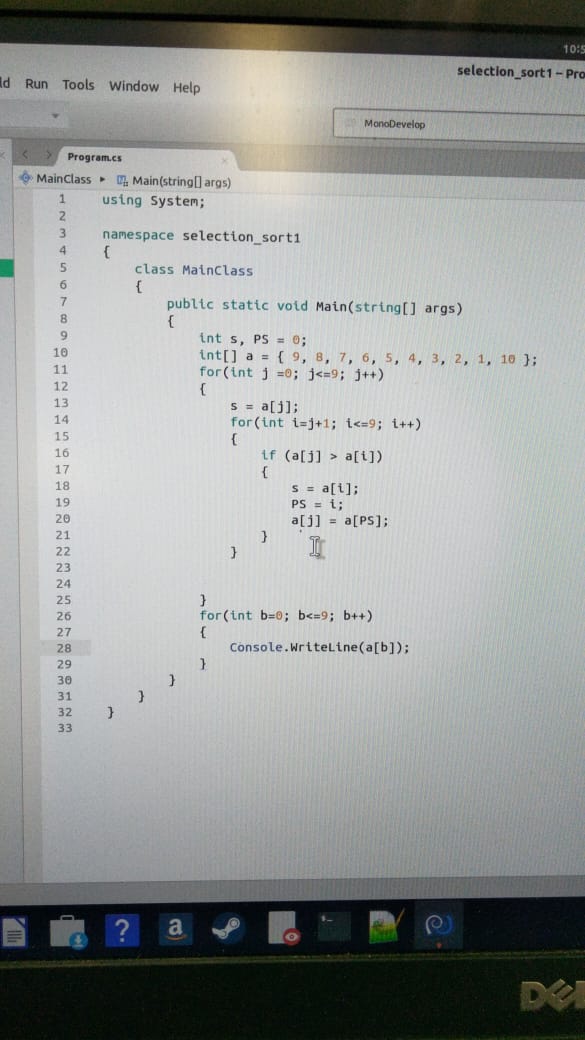 10:5
selection_sort1 – Pro
ld Run Tools Window Help
MonoDevelop
Program.cs
MainClass Main(string[] args)
1 using System;
2
3 namespace selection_sort1
4 {
5 class MainClass
6 {
7 public static void Main(string[] args)
8 {
9 int s, PS = 0;
10 int[] a = { 9, 8, 7, 6, 5, 4, 3, 2, 1, 10 };
11 for(int j =0; j<=9; j++)
12 {
13 s = a[j];
14 for(int i=j+1; i<=9; i++)
15 {
16 if (a[j] > a[i])
17 {
18 s = a[i];
19 PS = i;
20 a[j] = a[PS];
21 }
22 }
23
24
25 }
26 for(int b=0; b<=9; b++)
27 {
28 Console.WriteLine(a[b]);
29 }
30 }
31 }
32 }
33
?
a
DELL